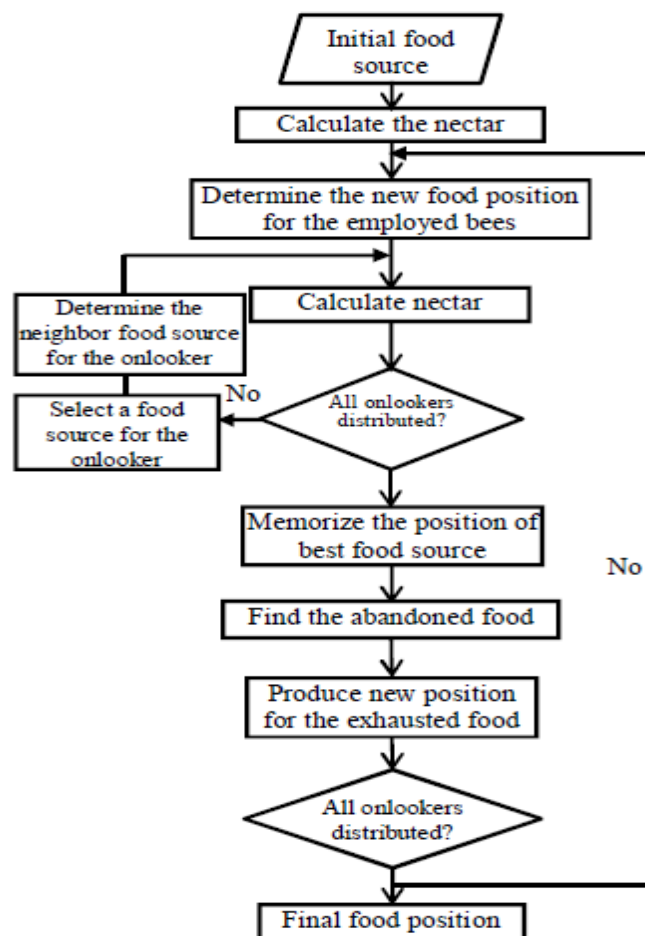 Initial food
source
Calculate the nectar
Determine the new food position
for the employed bees
Calculate nectar
Determine the
neighbor food source
for the onlooker
No
Select a food
source for the
onlooker
All onlookers
distributed?
Memorize the position of
best food source
No
Find the abandoned food
Produce new position
for the exhausted food
All onlookers
distributed?
Final food position